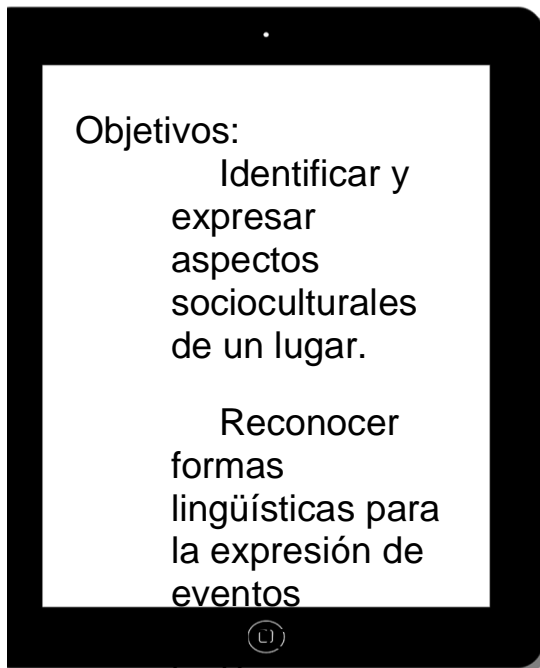 Objetivos:
Identificar y
expresar
aspectos
socioculturales
de un lugar.
Reconocer
formas
lingüísticas para
la expresión de
eventos